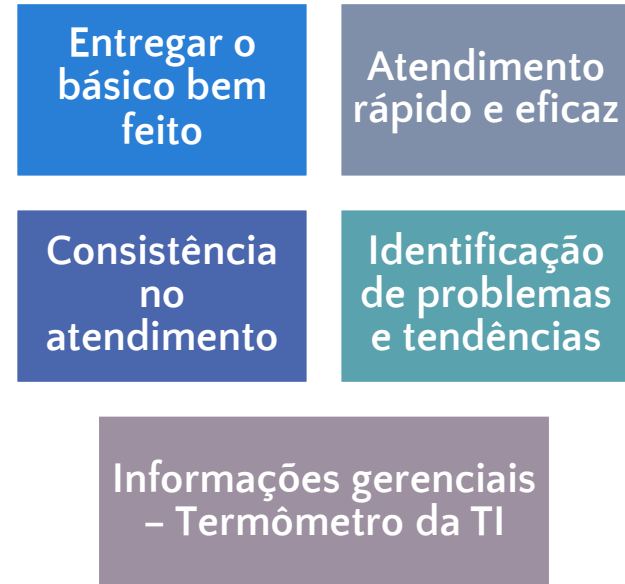 Entregar o
básico bem
feito
Atendimento
rápido e eficaz
Consistência
no
atendimento
Identificação
de problemas
e tendências
Informações gerenciais
– Termômetro da TI